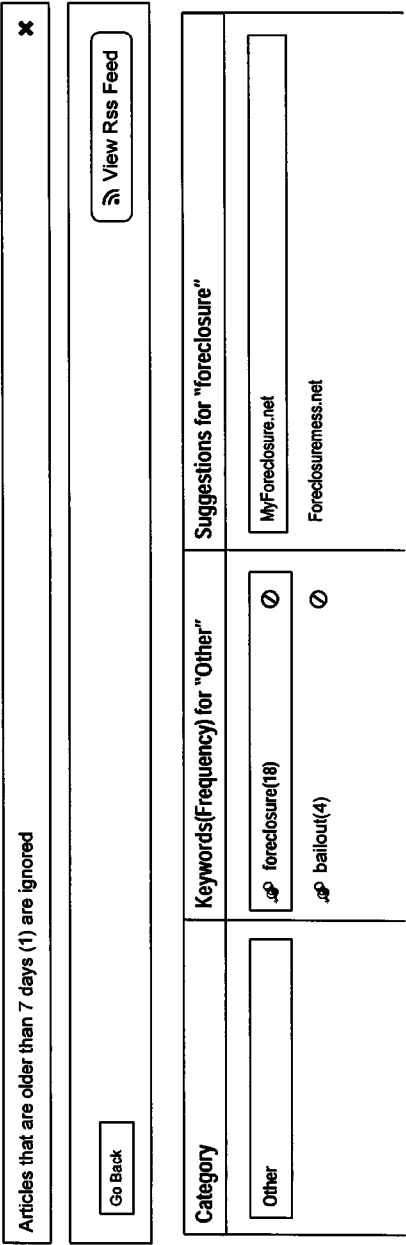 Articles that are older than 7 days (1) are ignored
Go Back
View Rss Feed
Category
Keywords(Frequency) for "Other"
Suggestions for "foreclosure"
Other
foreclosure(18)
MyForeclosure.net
bailout(4)
Foreclosuremess.net